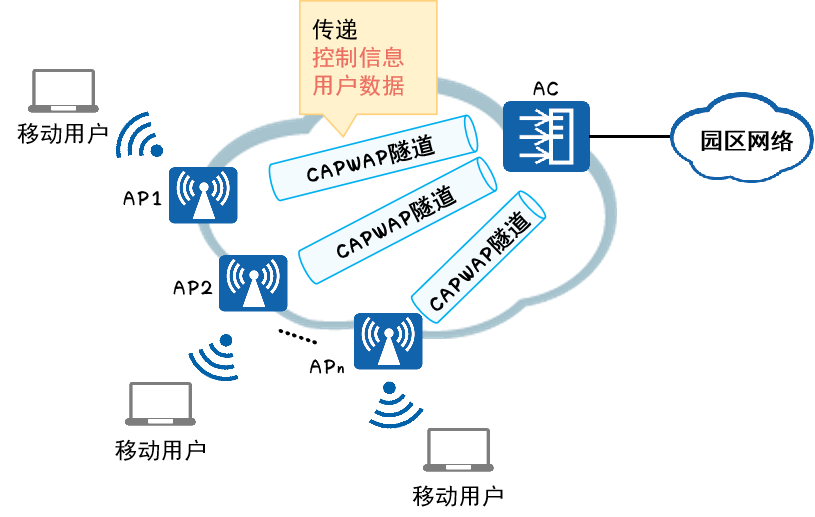 传递
控制信息
用户数据
AC
移动用户
CAPWAP隧道
园区网络
AP1
CAPWAP隧道
CAPWAP隧道
AP2
······
APn
移动用户
移动用户